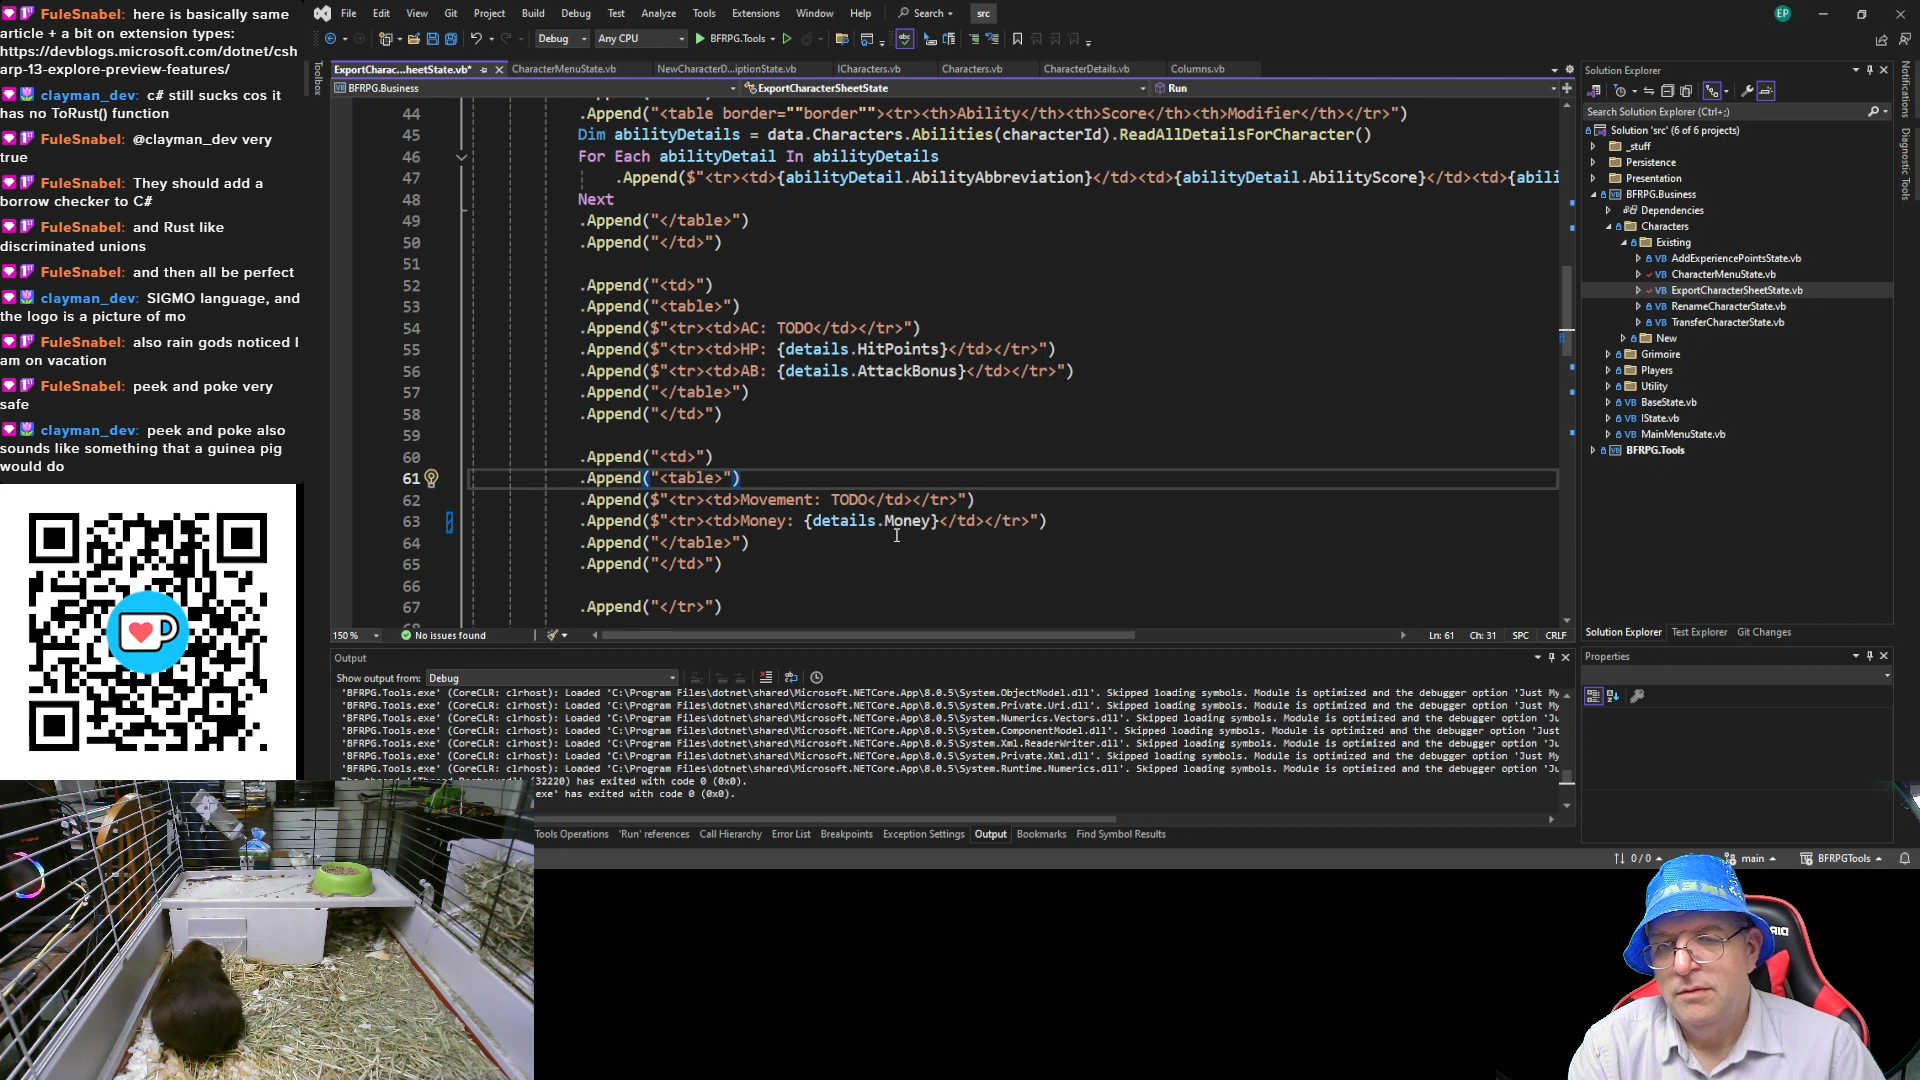 FuleSnabel: here is basically same
article + a bit on extension types:
https://devblogs.microsoft.com/dotnet/csh
arp-13-explore-preview-features/
clayman_dev: c# still sucks cos it
has no ToRust() function
FuleSnabel: @clayman_dev very
true
FuleSnabel: They should add a
borrow checker to C#
FuleSnabel: and Rust like
discriminated unions
FuleSnabel: and then all be perfect
clayman_dev: SIGMO language, and
the logo is a picture of mo
FuleSnabel: also rain gods noticed I
am on vacation
FuleSnabel: peek and poke very
safe
clayman_dev: peek and poke also
sounds like something that a guinea pig
would do
File Edit View Git Project Build Debug Test Analyze Tools Extensions Window Help Search src
EP
Debug Any CPU BFRPG.Tools
Toolbox
ExportCharac...heetState.vb* CharacterMenuState.vb NewCharacterD...iptionState.vb ICharacters.vb Characters.vb CharacterDetails.vb Columns.vb
BFRPG.Business ExportCharacterSheetState Run
44 .Append("<table border=""border""><tr><th>Ability</th><th>Score</th><th>Modifier</th></tr>")
45 Dim abilityDetails = data.Characters.Abilities(characterId).ReadAllDetailsForCharacter()
46 For Each abilityDetail In abilityDetails
47 .Append($"<tr><td>{abilityDetail.AbilityAbbreviation}</td><td>{abilityDetail.AbilityScore}</td><td>{abili
48 Next
49 .Append("</table>")
50 .Append("</td>")
51
52 .Append("<td>")
53 .Append("<table>")
54 .Append($"<tr><td>AC: TODO</td></tr>")
55 .Append($"<tr><td>HP: {details.HitPoints}</td></tr>")
56 .Append($"<tr><td>AB: {details.AttackBonus}</td></tr>")
57 .Append("</table>")
58 .Append("</td>")
59
60 .Append("<td>")
61 .Append("<table>")
62 .Append($"<tr><td>Movement: TODO</td></tr>")
63 .Append($"<tr><td>Money: {details.Money}</td></tr>")
64 .Append("</table>")
65 .Append("</td>")
66
67 .Append("</tr>")
150 % No issues found Ln: 61 Ch: 31 SPC CRLF
Output
Show output from: Debug
'BFRPG.Tools.exe' (CoreCLR: clrhost): Loaded 'C:\Program Files\dotnet\shared\Microsoft.NETCore.App\8.0.5\System.ObjectModel.dll'. Skipped loading symbols. Module is optimized and the debugger option 'Just My
'BFRPG.Tools.exe' (CoreCLR: clrhost): Loaded 'C:\Program Files\dotnet\shared\Microsoft.NETCore.App\8.0.5\System.Private.Uri.dll'. Skipped loading symbols. Module is optimized and the debugger option 'Just My
'BFRPG.Tools.exe' (CoreCLR: clrhost): Loaded 'C:\Program Files\dotnet\shared\Microsoft.NETCore.App\8.0.5\System.Numerics.Vectors.dll'. Skipped loading symbols. Module is optimized and the debugger option 'Ju
'BFRPG.Tools.exe' (CoreCLR: clrhost): Loaded 'C:\Program Files\dotnet\shared\Microsoft.NETCore.App\8.0.5\System.ComponentModel.dll'. Skipped loading symbols. Module is optimized and the debugger option 'Jus
'BFRPG.Tools.exe' (CoreCLR: clrhost): Loaded 'C:\Program Files\dotnet\shared\Microsoft.NETCore.App\8.0.5\System.Xml.ReaderWriter.dll'. Skipped loading symbols. Module is optimized and the debugger option 'Ju
'BFRPG.Tools.exe' (CoreCLR: clrhost): Loaded 'C:\Program Files\dotnet\shared\Microsoft.NETCore.App\8.0.5\System.Private.Xml.dll'. Skipped loading symbols. Module is optimized and the debugger option 'Just My
'BFRPG.Tools.exe' (CoreCLR: clrhost): Loaded 'C:\Program Files\dotnet\shared\Microsoft.NETCore.App\8.0.5\System.Runtime.Numerics.dll'. Skipped loading symbols. Module is optimized and the debugger option 'Ju
32220) has exited with code 0 (0x0).
exe' has exited with code 0 (0x0).
Tools Operations 'Run' references Call Hierarchy Error List Breakpoints Exception Settings Output Bookmarks Find Symbol Results
0 / 0 main BFRPGTools
Solution Explorer
Search Solution Explorer (Ctrl+;)
Solution 'src' (6 of 6 projects)
_stuff
Persistence
Presentation
BFRPG.Business
Dependencies
Characters
Existing
VB AddExperiencePointsState.vb
VB CharacterMenuState.vb
VB ExportCharacterSheetState.vb
VB RenameCharacterState.vb
VB TransferCharacterState.vb
New
Grimoire
Players
Utility
VB BaseState.vb
VB IState.vb
VB MainMenuState.vb
BFRPG.Tools
Solution Explorer Test Explorer Git Changes
Properties
Notifications
Diagnostic Tools
IKEA